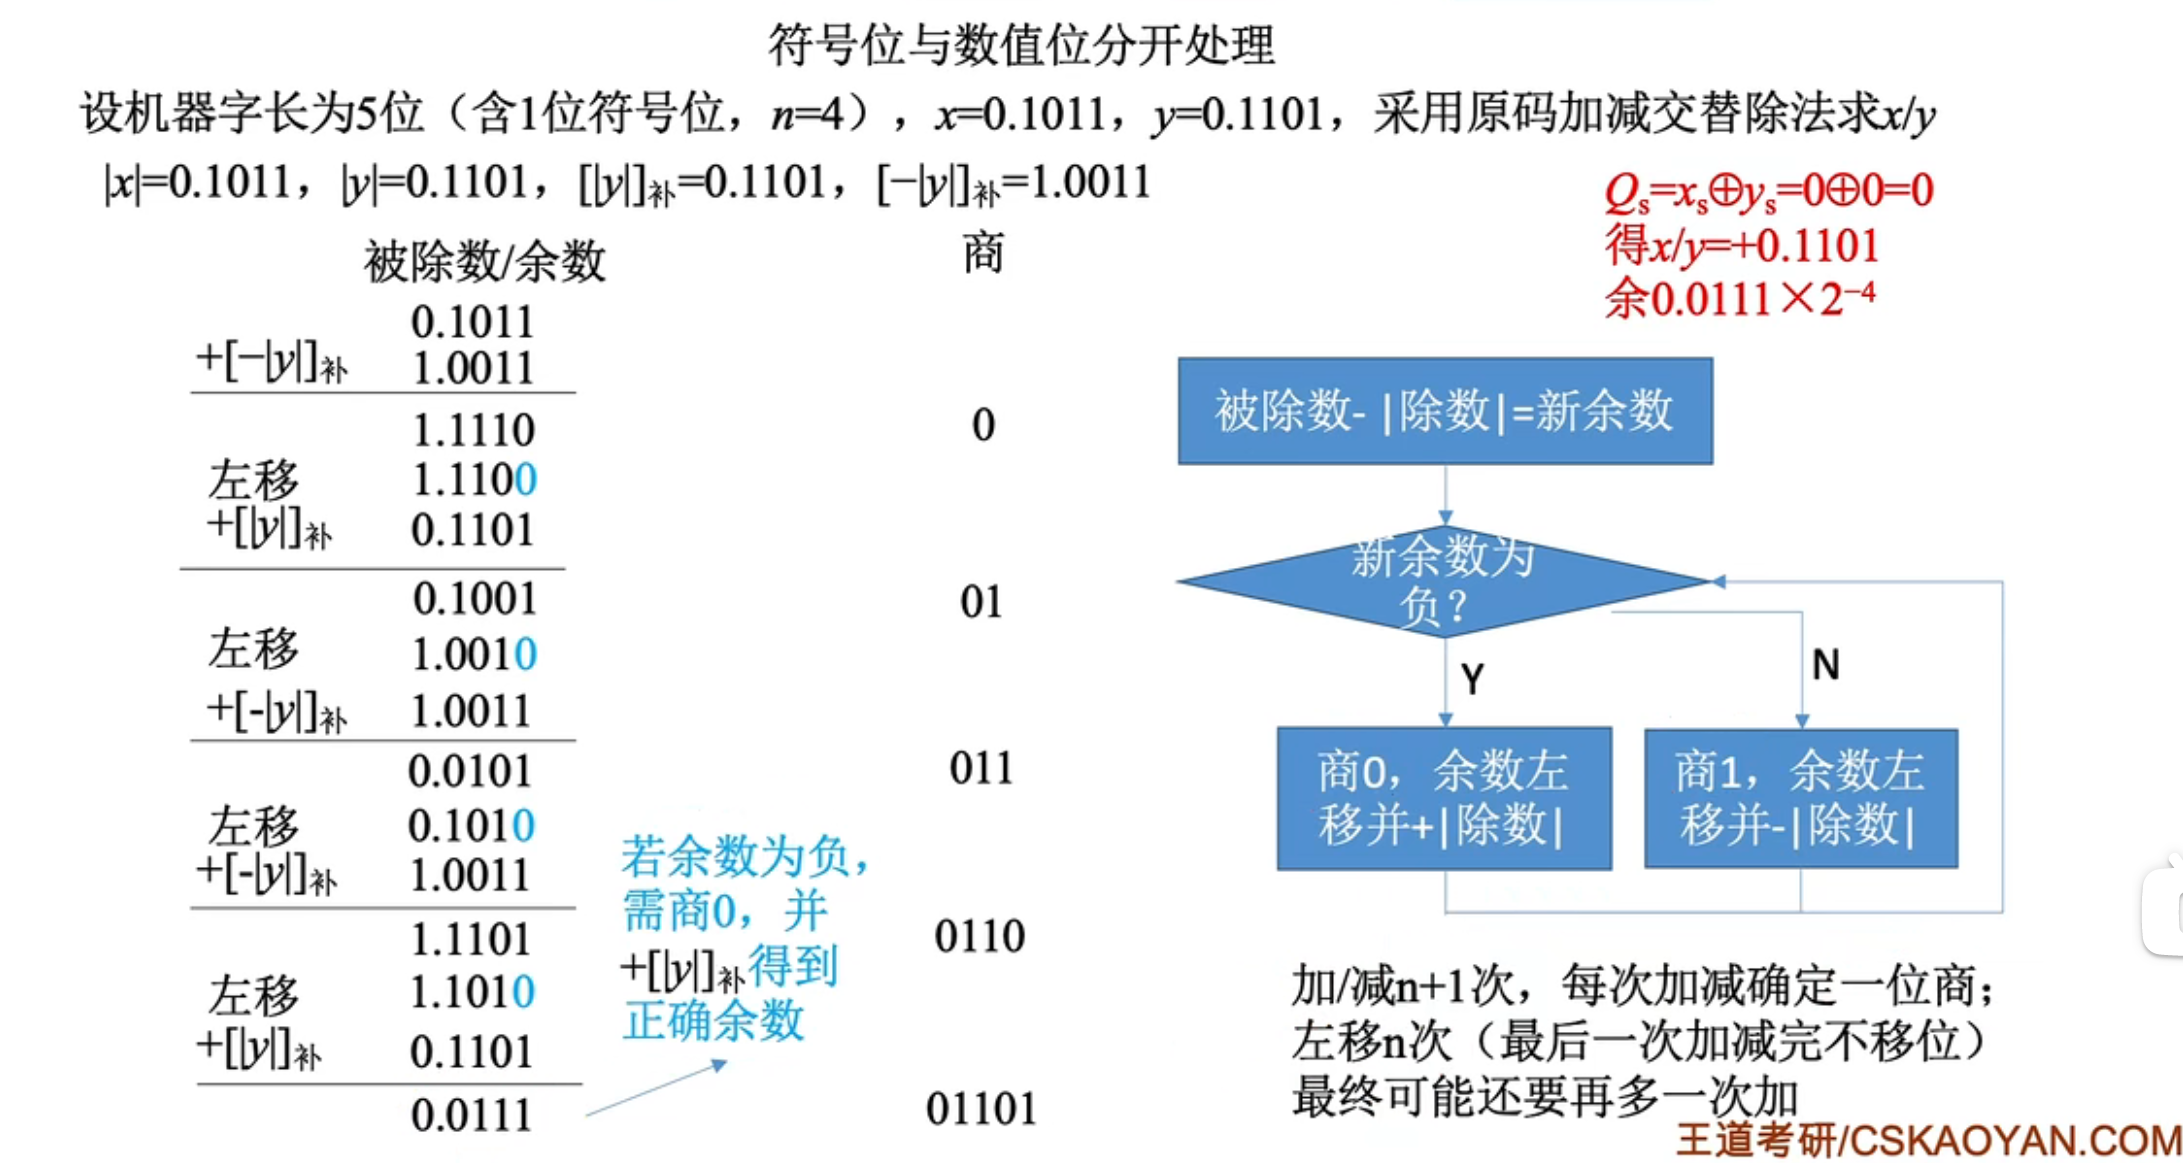 符号位与数值位分开处理
设机器字长为5位（含1位符号位，n=4），x=0.1011，y=0.1101，采用原码加减交替除法求x/y
|x|=0.1011，|y|=0.1101，[|y|]补=0.1101，[−|y|]补=1.0011
Qs=xs⊕ys=0⊕0=0
得x/y=+0.1101
余0.0111×2⁻⁴
被除数/余数 商
0.1011
+[−|y|]补 1.0011
1.1110 0
左移 1.1100
+[|y|]补 0.1101
0.1001 01
左移 1.0010
+[-|y|]补 1.0011
0.0101 011
左移 0.1010
+[-|y|]补 1.0011
1.1101 0110
左移 1.1010
+[|y|]补 0.1101
0.0111 01101
若余数为负，
需商0，并
+[|y|]补得到
正确余数
被除数-|除数|=新余数
新余数为
负？
Y
N
商0，余数左
移并+|除数|
商1，余数左
移并-|除数|
加/减n+1次，每次加减确定一位商；
左移n次（最后一次加减完不移位）
最终可能还要再多一次加
王道考研/CSKAOYAN.COM